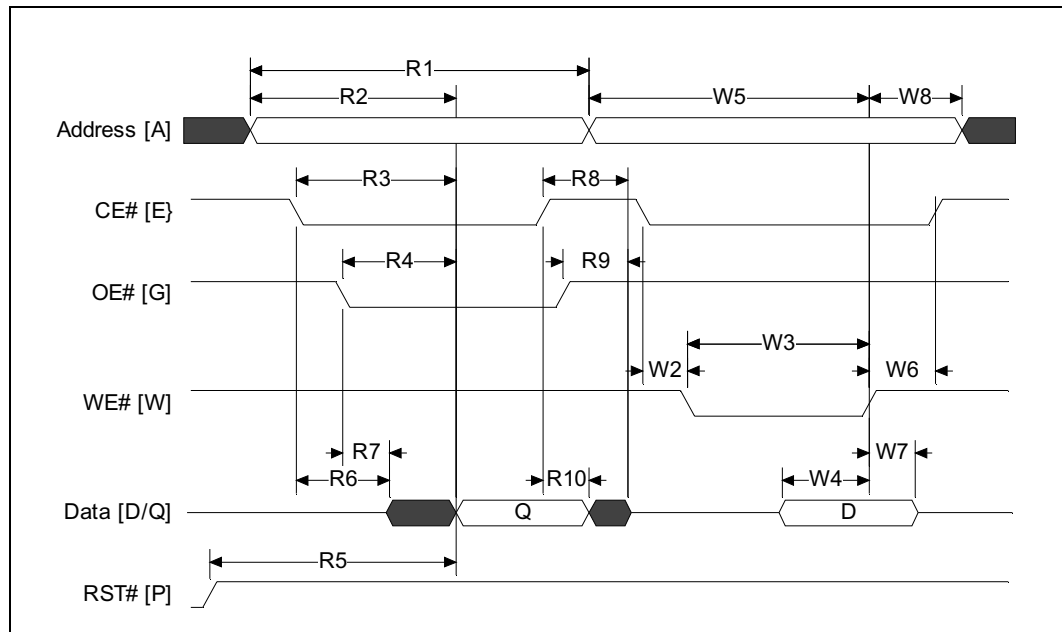 R1
R2
W5
W8
Address [A]
R3
R8
CE# [E}
R4
R9
OE# [G]
W3
W2
W6
WE# [W]
R7
W7
R6
R10
W4
Data [D/Q]
Q
D
R5
RST# [P]